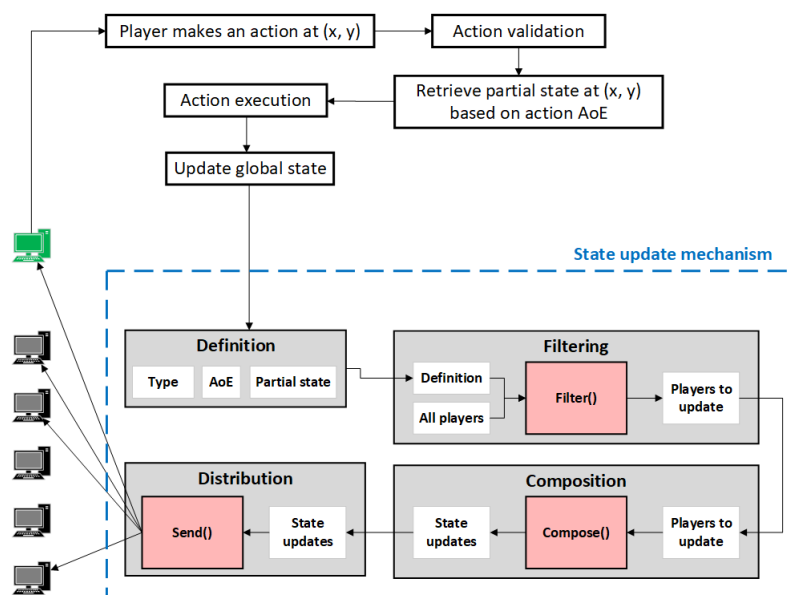 Player makes an action at (x, y)
Action validation
Retrieve partial state at (x, y)
based on action AoE
Action execution
Update global state
State update mechanism
Definition
Type
AoE
Partial state
Filtering
Definition
All players
Filter()
Players to
update
Distribution
Send()
State
updates
Composition
State
updates
Compose()
Players to
update